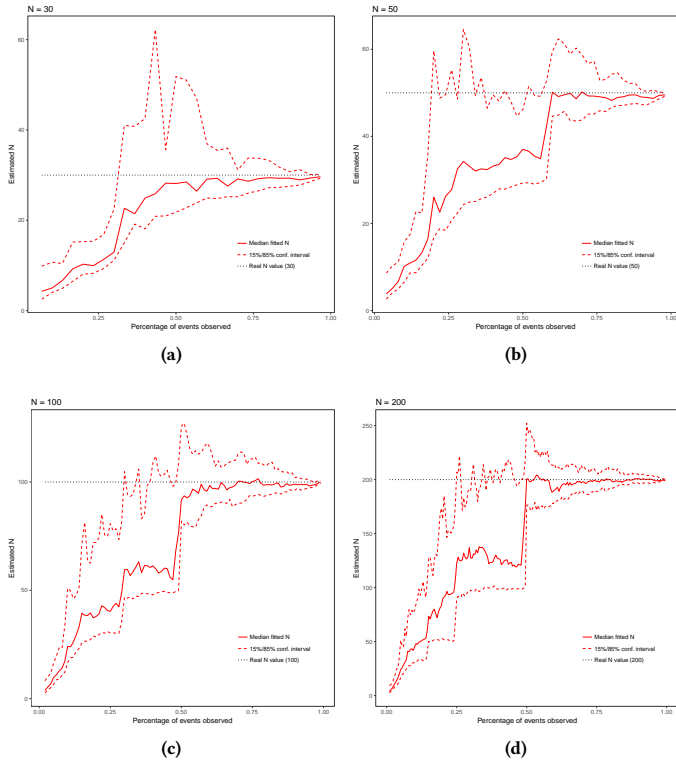 N = 30
60
40
20
0
Estimated N
Median fitted N
15%/85% conf. interval
Real N value (30)
0.25
0.50
0.75
1.00
Percentage of events observed
(a)
N = 50
60
40
20
0
Estimated N
Median fitted N
15%/85% conf. interval
Real N value (50)
0.00
0.25
0.50
0.75
1.00
Percentage of events observed
(b)
N = 100
100
50
0
Estimated N
Median fitted N
15%/85% conf. interval
Real N value (100)
0.00
0.25
0.50
0.75
1.00
Percentage of events observed
(c)
N = 200
250
200
150
100
50
0
Estimated N
Median fitted N
15%/85% conf. interval
Real N value (200)
0.00
0.25
0.50
0.75
1.00
Percentage of events observed
(d)